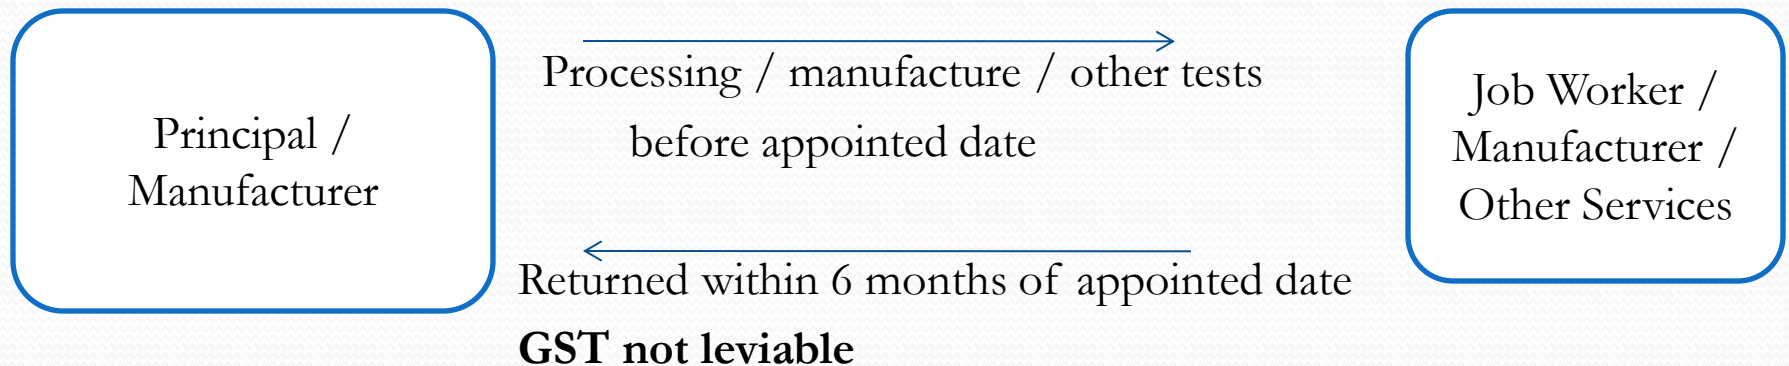 Principal /
Manufacturer
Processing / manufacture / other tests
before appointed date
Returned within 6 months of appointed date
GST not leviable
Job Worker /
Manufacturer /
Other Services